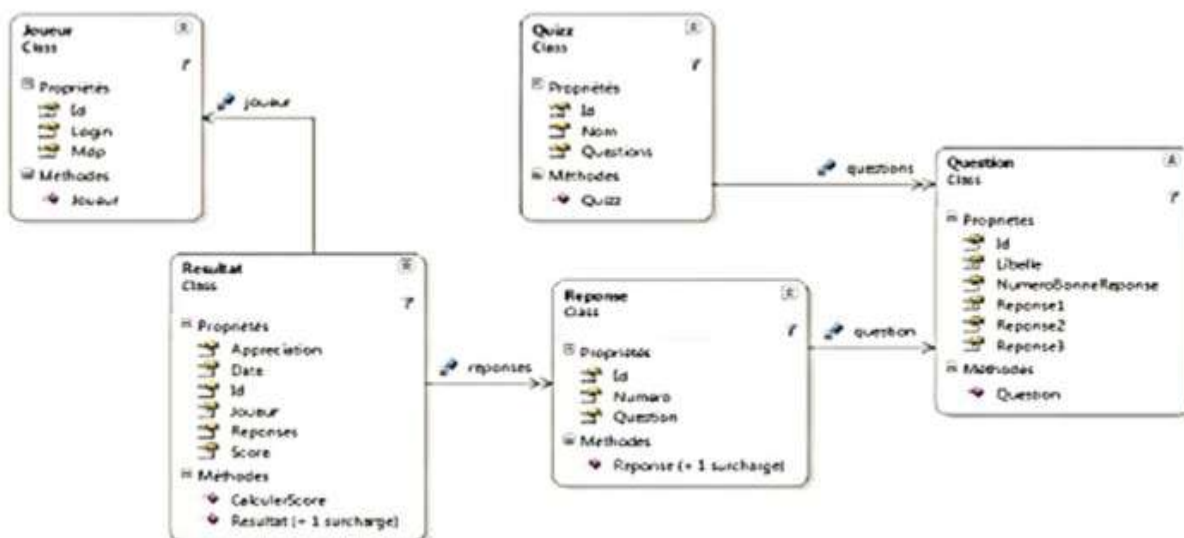 Joueur
Class
Propriétés
Id
Login
Mdp
Méthodes
Joueur
joueur
Quizz
Class
Propriétés
Id
Nom
Questions
Méthodes
Quizz
questions
Question
Class
Propriétés
Id
Libelle
NumeroBonneReponse
Reponse1
Reponse2
Reponse3
Méthodes
Question
Resultat
Class
Propriétés
Appreciation
Date
Id
Joueur
Reponses
Score
Méthodes
CalculerScore
Resultat (+ 1 surcharge)
reponses
Reponse
Class
Propriétés
Id
Numero
Question
Méthodes
Reponse (+ 1 surcharge)
question